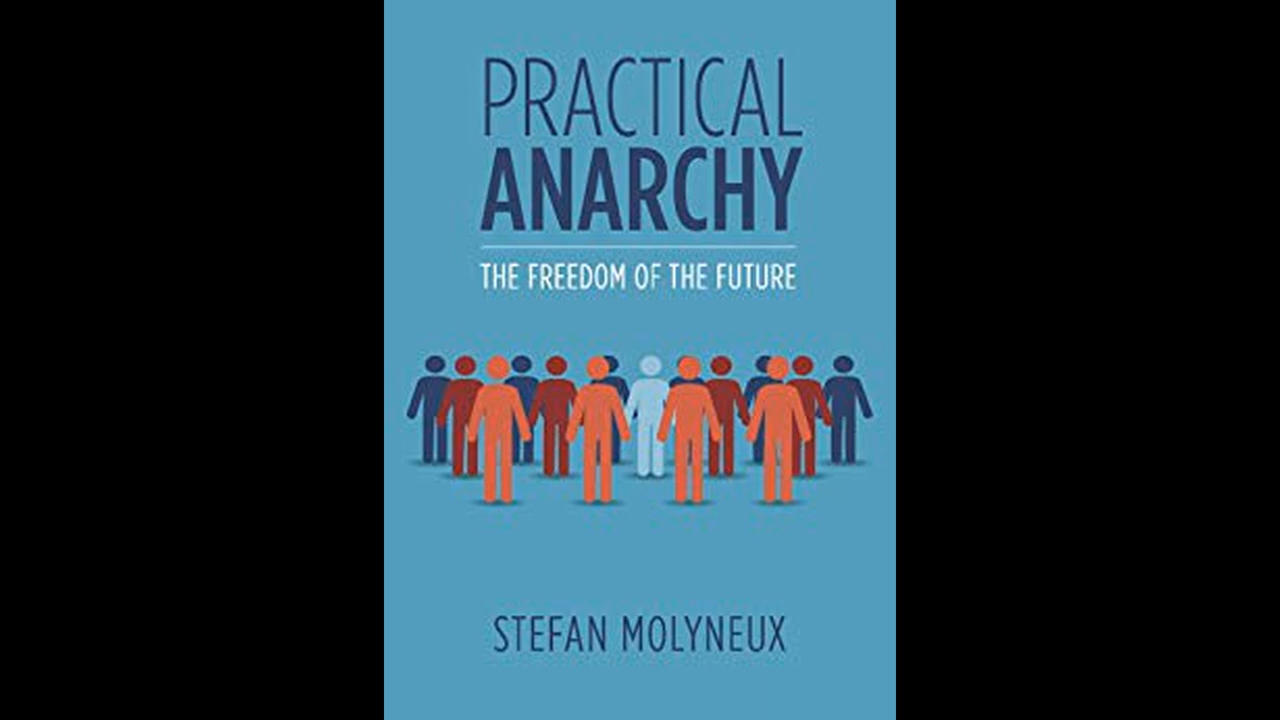 PRACTICAL
ANARCHY
THE FREEDOM OF THE FUTURE
STEFAN MOLYNEUX